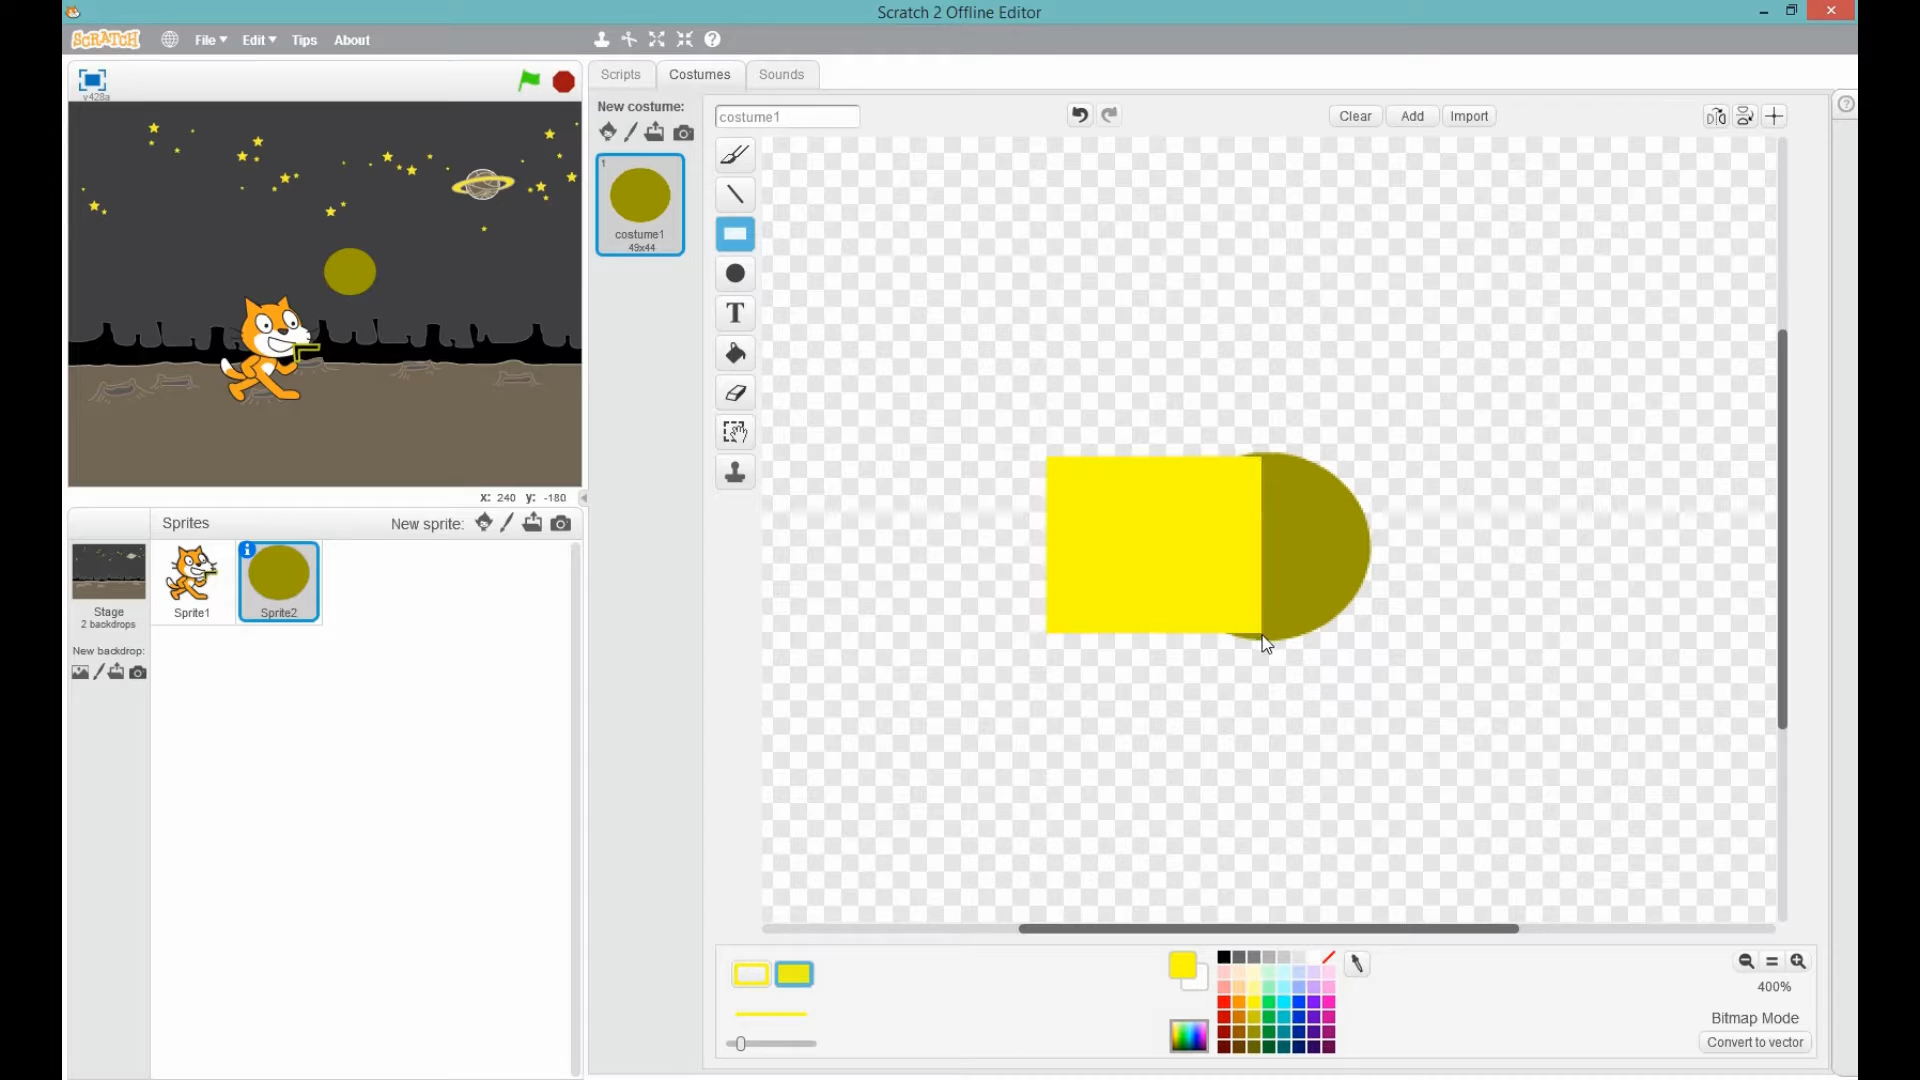 Scratch 2 Offline Editor
SCRATCH File Edit Tips About
v428a
Scripts Costumes Sounds
New costume:
costume1
Clear Add Import
1
costume1
49x44
T
x: 240 y: -180
Sprites New sprite:
Stage
2 backdrops
New backdrop:
Sprite1
Sprite2
400%
Bitmap Mode
Convert to vector